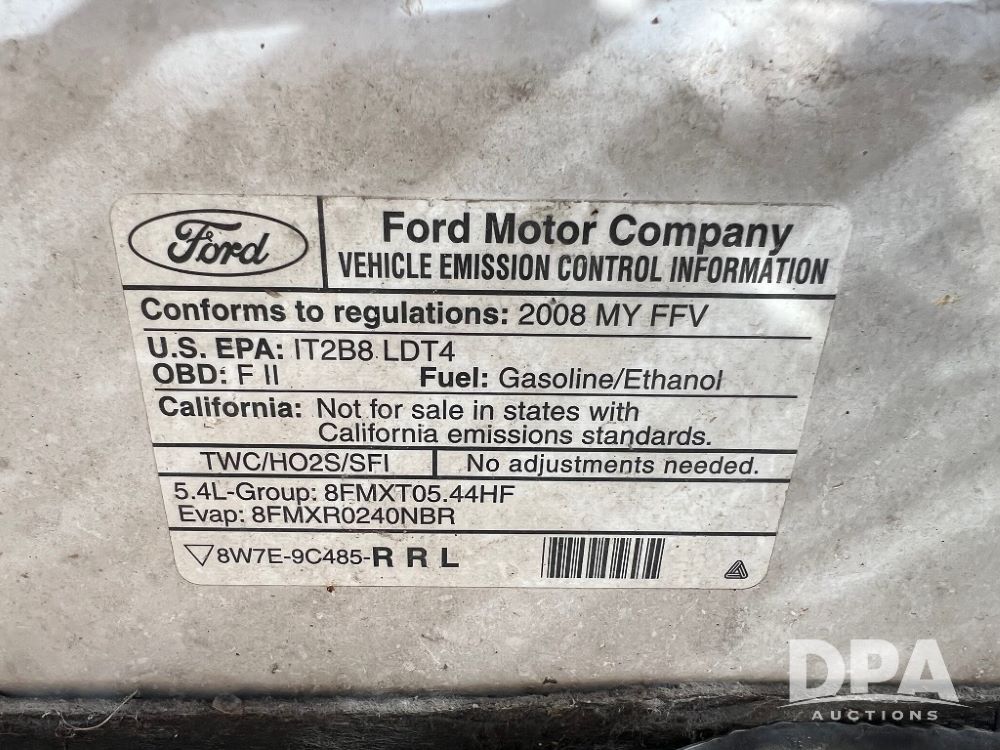 Ford
Ford Motor Company
VEHICLE EMISSION CONTROL INFORMATION
Conforms to regulations: 2008 MY FFV
U.S. EPA: IT2B8 LDT4
OBD: F II Fuel: Gasoline/Ethanol
California: Not for sale in states with
California emissions standards.
TWC/HO2S/SFI No adjustments needed.
5.4L-Group: 8FMXT05.44HF
Evap: 8FMXR0240NBR
8W7E-9C485-R R L
DPA
AUCTIONS